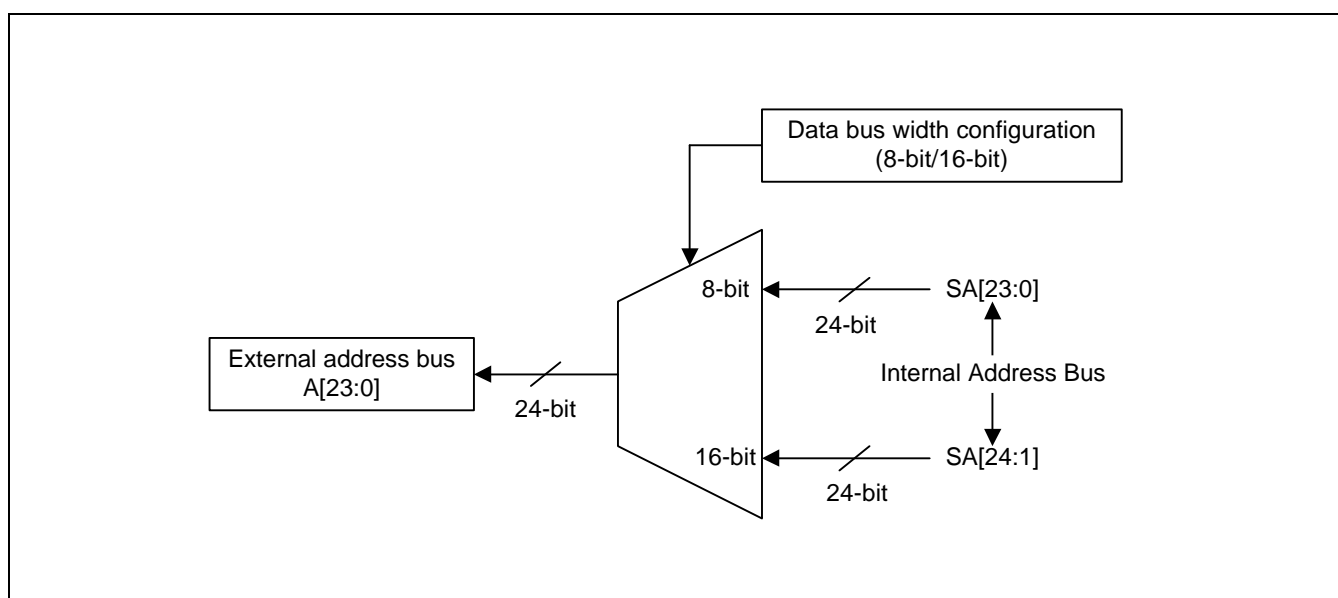 Data bus width configuration
(8-bit/16-bit)
8-bit
24-bit
SA[23:0]
External address bus
A[23:0]
24-bit
Internal Address Bus
16-bit
24-bit
SA[24:1]